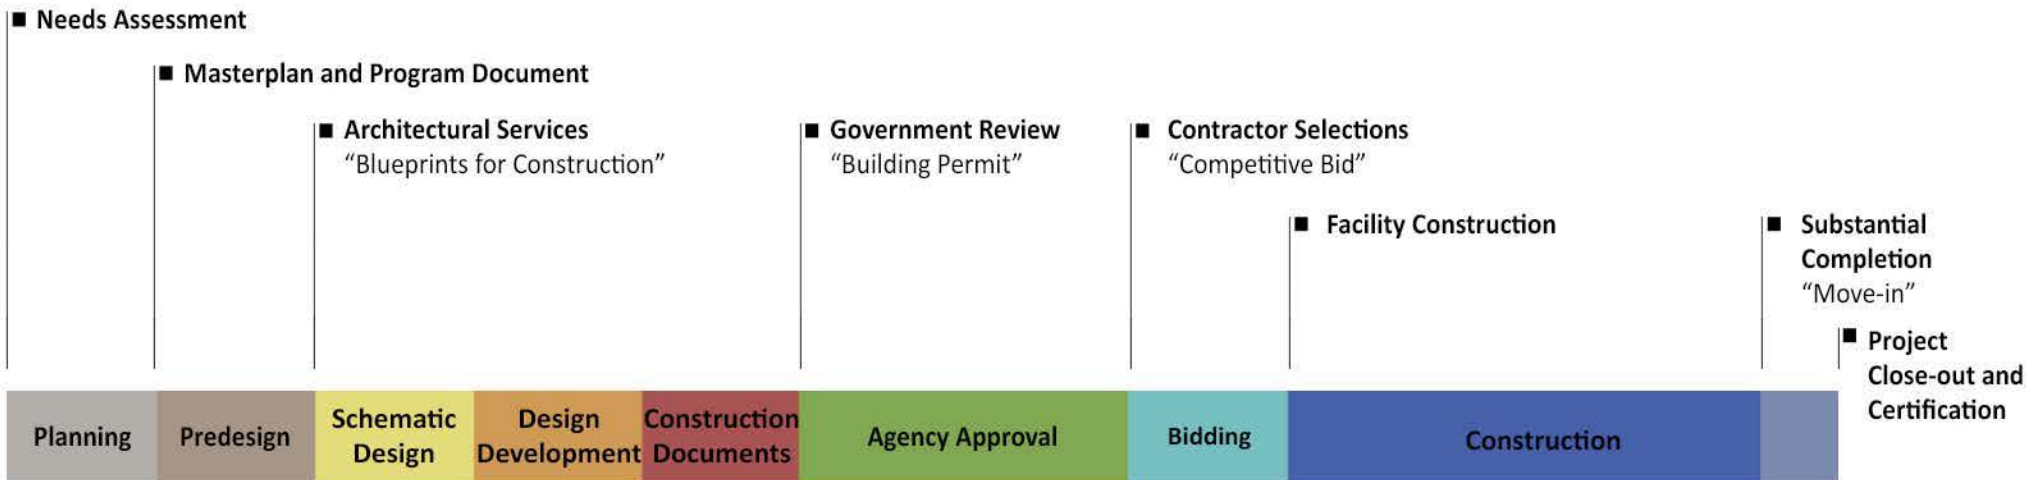 Needs Assessment
Masterplan and Program Document
Architectural Services
“Blueprints for Construction”
Government Review
“Building Permit”
Contractor Selections
“Competitive Bid”
Facility Construction
Substantial
Completion
“Move-in”
Project
Close-out and
Certification
Planning
Predesign
Schematic
Design
Design
Development
Construction
Documents
Agency Approval
Bidding
Construction